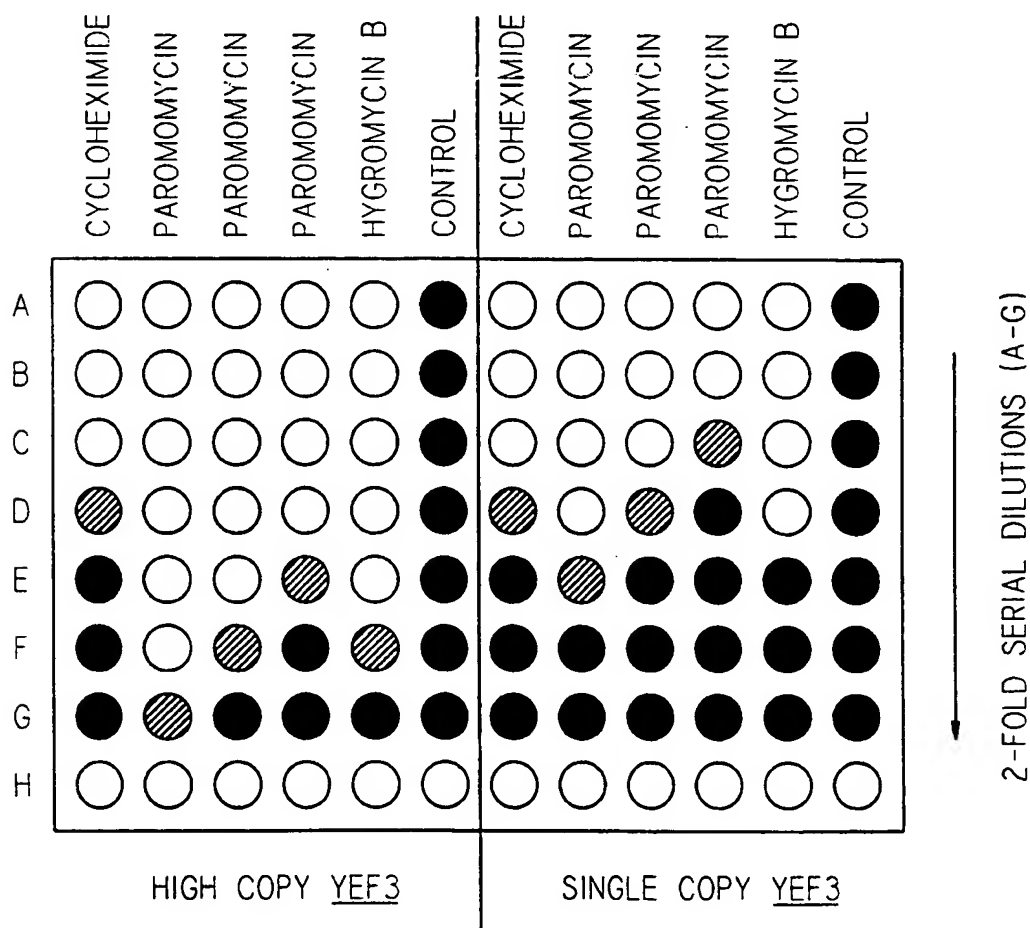 CYCLOHEXIMIDE
PAROMOMYCIN
PAROMOMYCIN
PAROMOMYCIN
HYGROMYCIN B
CONTROL
CYCLOHEXIMIDE
PAROMOMYCIN
PAROMOMYCIN
PAROMOMYCIN
HYGROMYCIN B
CONTROL
A
B
C
D
E
F
G
H
2-FOLD SERIAL DILUTIONS (A-G)
HIGH COPY YEF3
SINGLE COPY YEF3